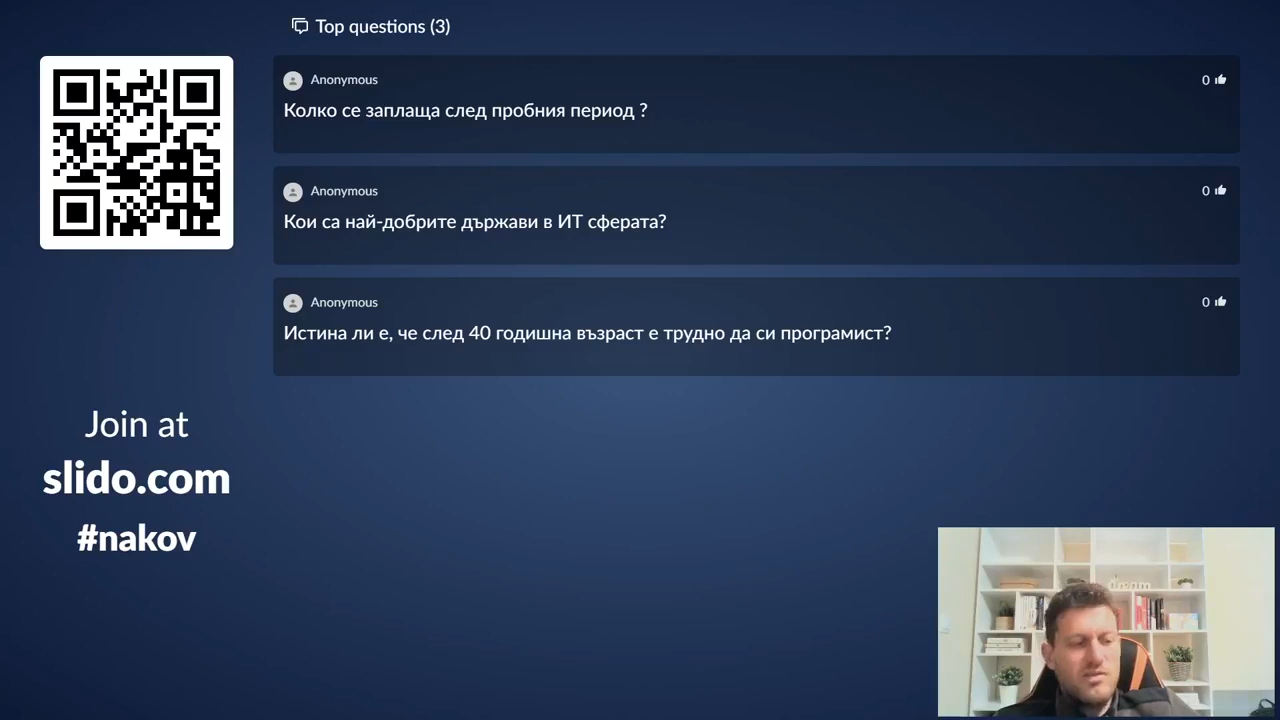 Top questions (3)
Anonymous
0
Колко се заплаща след пробния период ?
Anonymous
0
Кои са най-добрите държави в ИТ сферата?
Anonymous
0
Истина ли е, че след 40 годишна възраст е трудно да си програмист?
Join at
slido.com
#nakov